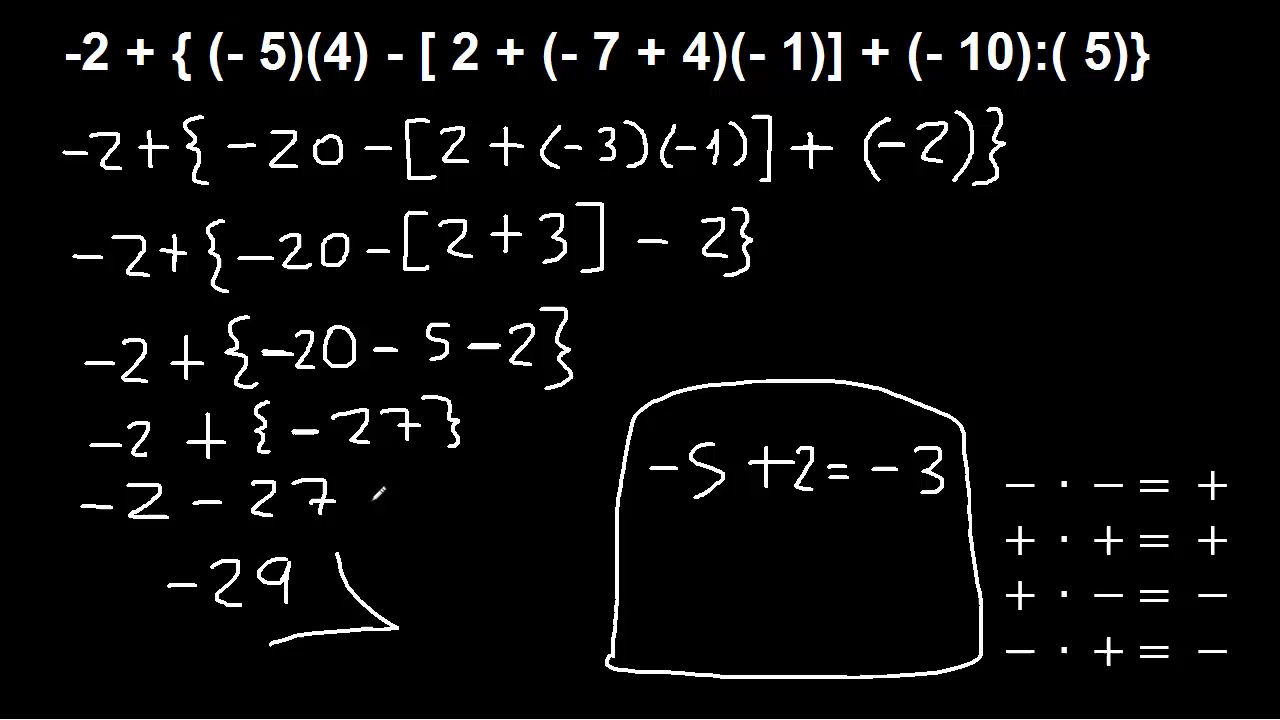 -2 + { (- 5)(4) - [ 2 + (- 7 + 4)(- 1)] + (- 10):( 5)}
-2+{-20-[2+(-3)(-1)]+(-2)}
-2+{-20-[2+3]-2}
-2+{-20-5-2}
-2+{-27}
-2-27
-29
-5+2=-3
- · - = +
+ · + = +
+ · - = -
- · + = -